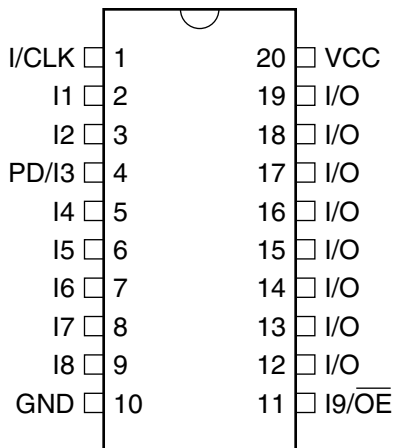 I/CLK 1 20 VCC
I1 2 19 I/O
I2 3 18 I/O
PD/I3 4 17 I/O
I4 5 16 I/O
I5 6 15 I/O
I6 7 14 I/O
I7 8 13 I/O
I8 9 12 I/O
GND 10 11 I9/O̅E̅